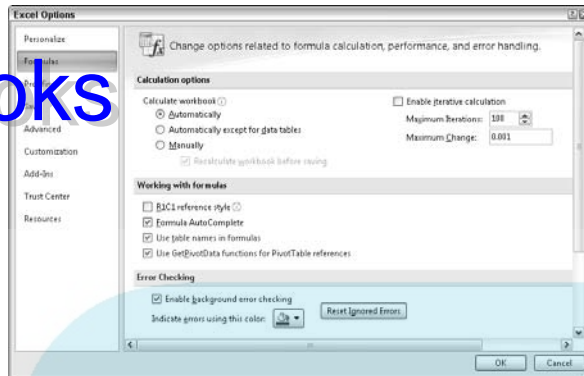 Excel Options
Personalize
Formulas
oks
Advanced
Customization
Add-Ins
Trust Center
Resources
Change options related to formula calculation, performance, and error handling.
Calculation options
Calculate workbook
Automatically
Automatically except for data tables
Manually
Recalculate workbook before saving
Enable iterative calculation
Maximum Iterations: 100
Maximum Change: 0.001
Working with formulas
R1C1 reference style
Formula AutoComplete
Use table names in formulas
Use GetPivotData functions for PivotTable references
Error Checking
Enable background error checking
Indicate errors using this color:
Reset Ignored Errors
OK
Cancel